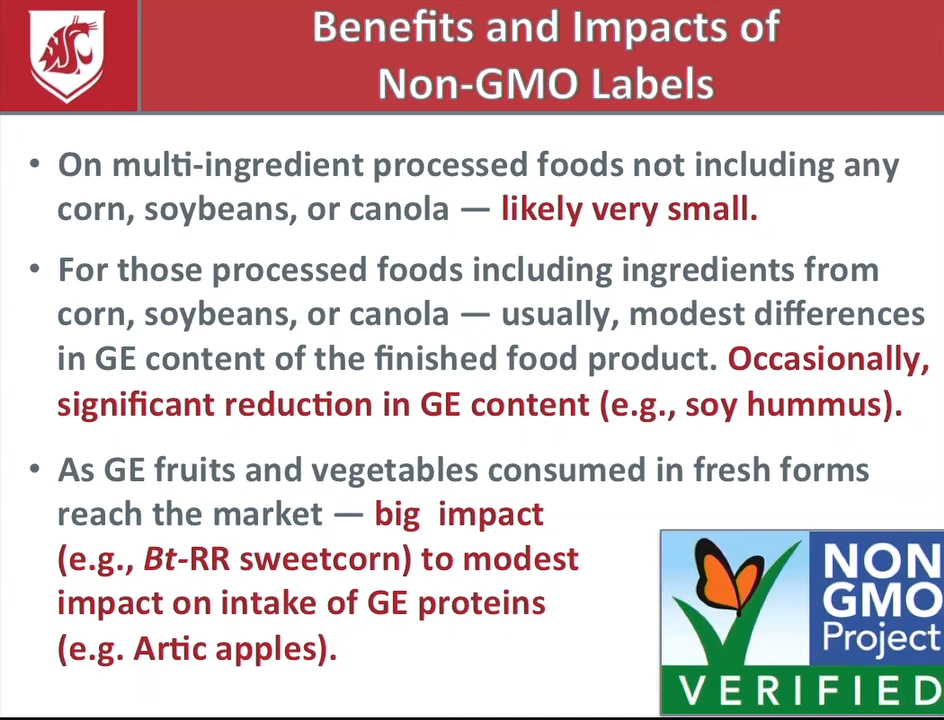 Benefits and Impacts of
Non-GMO Labels
• On multi-ingredient processed foods not including any
corn, soybeans, or canola — likely very small.
• For those processed foods including ingredients from
corn, soybeans, or canola — usually, modest differences
in GE content of the finished food product. Occasionally,
significant reduction in GE content (e.g., soy hummus).
• As GE fruits and vegetables consumed in fresh forms
reach the market — big  impact
(e.g., Bt-RR sweetcorn) to modest
impact on intake of GE proteins
(e.g. Artic apples).
NON
GMO
Project
VERIFIED